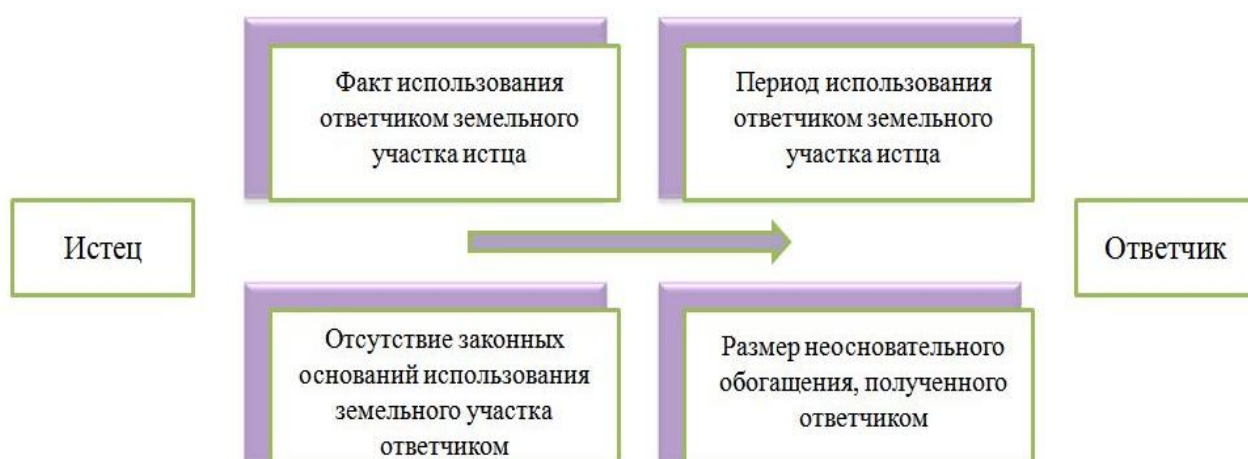 Факт использования
ответчиком земельного
участка истца
Период использования
ответчиком земельного
участка истца
Истец
Ответчик
Отсутствие законных
оснований использования
земельного участка
ответчиком
Размер неосновательного
обогащения, полученного
ответчиком